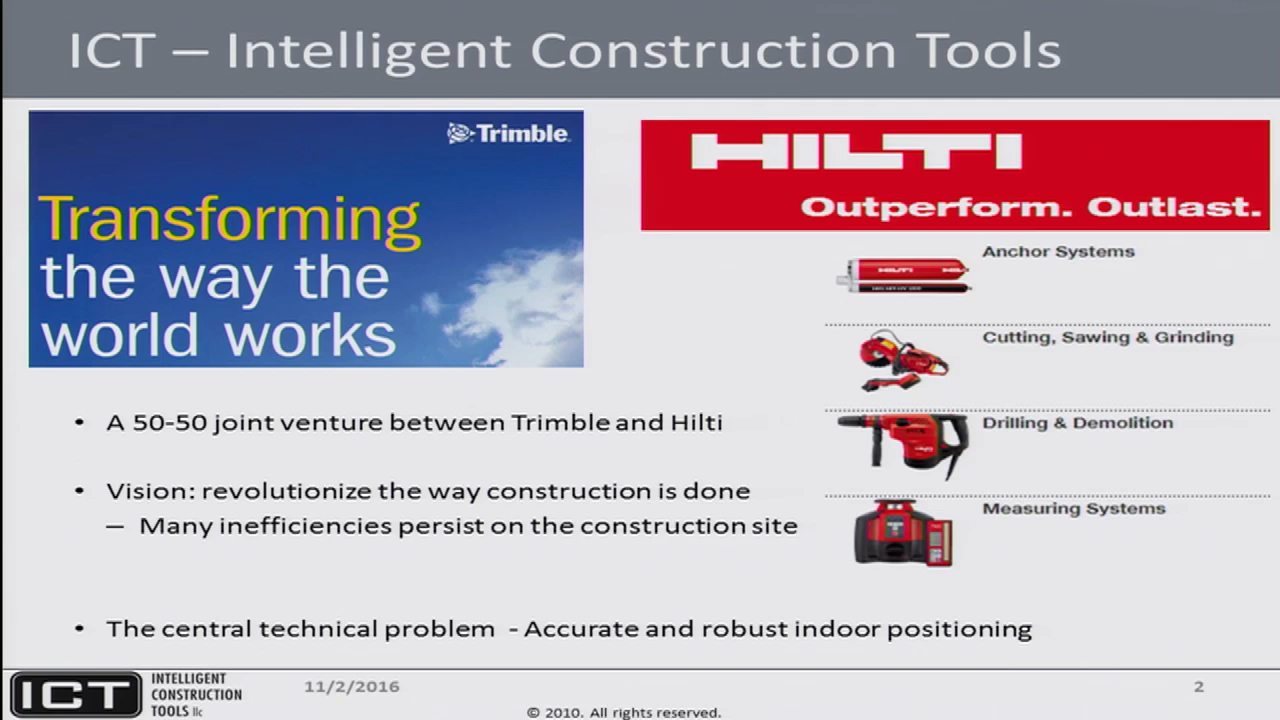 ICT – Intelligent Construction Tools
Trimble
Transforming
the way the
world works
HILTI
Outperform. Outlast.
Anchor Systems
HILTI
Cutting, Sawing & Grinding
Drilling & Demolition
Measuring Systems
• A 50-50 joint venture between Trimble and Hilti
• Vision: revolutionize the way construction is done
– Many inefficiencies persist on the construction site
• The central technical problem - Accurate and robust indoor positioning
ICT
INTELLIGENT
CONSTRUCTION
TOOLS llc
11/2/2016
© 2010. All rights reserved.
2